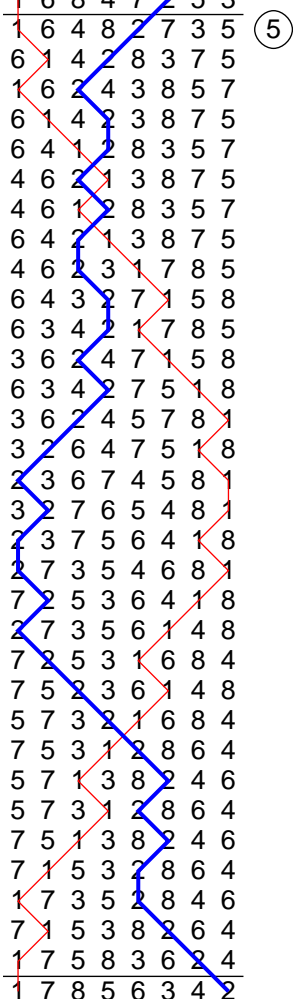 1 6 8 4 7 2 5 3
1 6 4 8 2 7 3 5 5
6 1 4 2 8 3 7 5
1 6 2 4 3 8 5 7
6 1 4 2 3 8 7 5
6 4 1 2 8 3 5 7
4 6 2 1 3 8 7 5
4 6 1 2 8 3 5 7
6 4 2 1 3 8 7 5
4 6 2 3 1 7 8 5
6 4 3 2 7 1 5 8
6 3 4 2 1 7 8 5
3 6 2 4 7 1 5 8
6 3 4 2 7 5 1 8
3 6 2 4 5 7 8 1
3 2 6 4 7 5 1 8
2 3 6 7 4 5 8 1
3 2 7 6 5 4 8 1
2 3 7 5 6 4 1 8
2 7 3 5 4 6 8 1
7 2 5 3 6 4 1 8
2 7 3 5 6 1 4 8
7 2 5 3 1 6 8 4
7 5 2 3 6 1 4 8
5 7 3 2 1 6 8 4
7 5 3 1 2 8 6 4
5 7 1 3 8 2 4 6
5 7 3 1 2 8 6 4
7 5 1 3 8 2 4 6
7 1 5 3 2 8 6 4
1 7 3 5 2 8 4 6
7 1 5 3 8 2 6 4
1 7 5 8 3 6 2 4
1 7 8 5 6 3 4 2